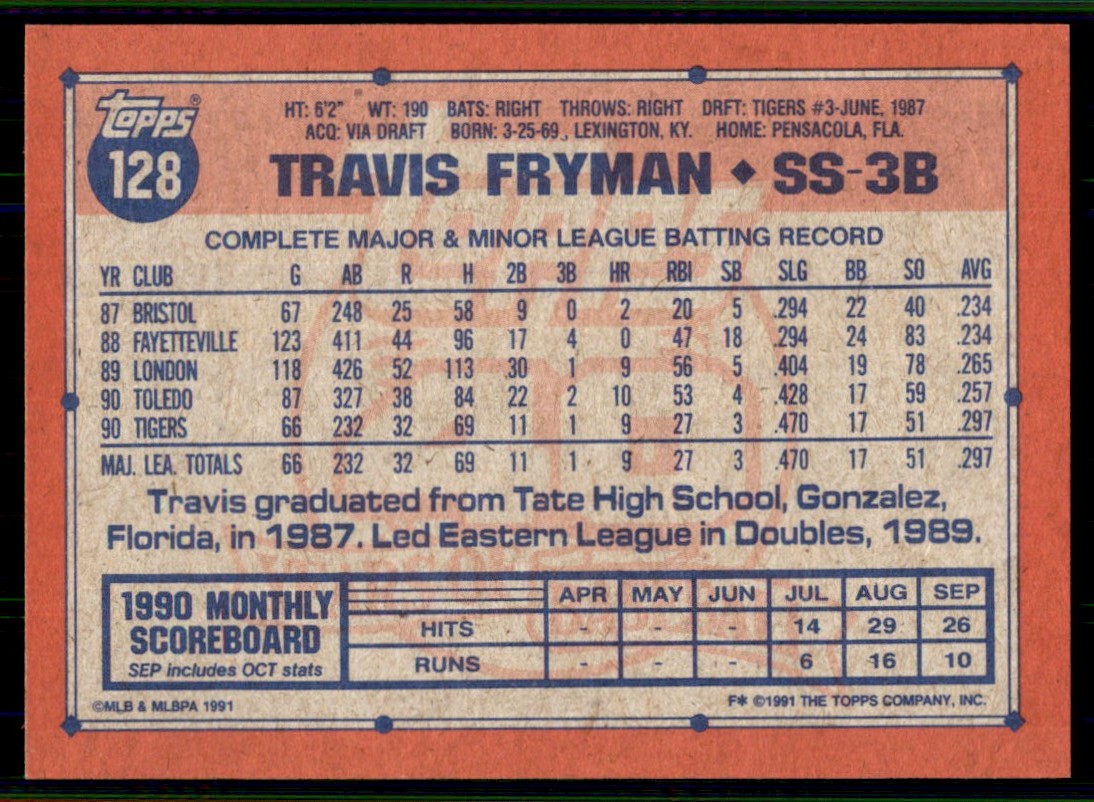 topps®
128
HT: 6'2" WT: 190 BATS: RIGHT THROWS: RIGHT DRFT: TIGERS #3-JUNE, 1987
ACQ: VIA DRAFT BORN: 3-25-69, LEXINGTON, KY. HOME: PENSACOLA, FLA.
TRAVIS FRYMAN ◆ SS-3B
COMPLETE MAJOR & MINOR LEAGUE BATTING RECORD
YR CLUB G AB R H 2B 3B HR RBI SB SLG BB SO AVG
87 BRISTOL 67 248 25 58 9 0 2 20 5 .294 22 40 .234
88 FAYETTEVILLE 123 411 44 96 17 4 0 47 18 .294 24 83 .234
89 LONDON 118 426 52 113 30 1 9 56 5 .404 19 78 .265
90 TOLEDO 87 327 38 84 22 2 10 53 4 .428 17 59 .257
90 TIGERS 66 232 32 69 11 1 9 27 3 .470 17 51 .297
MAJ. LEA. TOTALS 66 232 32 69 11 1 9 27 3 .470 17 51 .297
Travis graduated from Tate High School, Gonzalez,
Florida, in 1987. Led Eastern League in Doubles, 1989.
1990 MONTHLY
SCOREBOARD
SEP includes OCT stats
APR MAY JUN JUL AUG SEP
HITS - - - 14 29 26
RUNS - - - 6 16 10
©MLB & MLBPA 1991
F* ©1991 THE TOPPS COMPANY, INC.